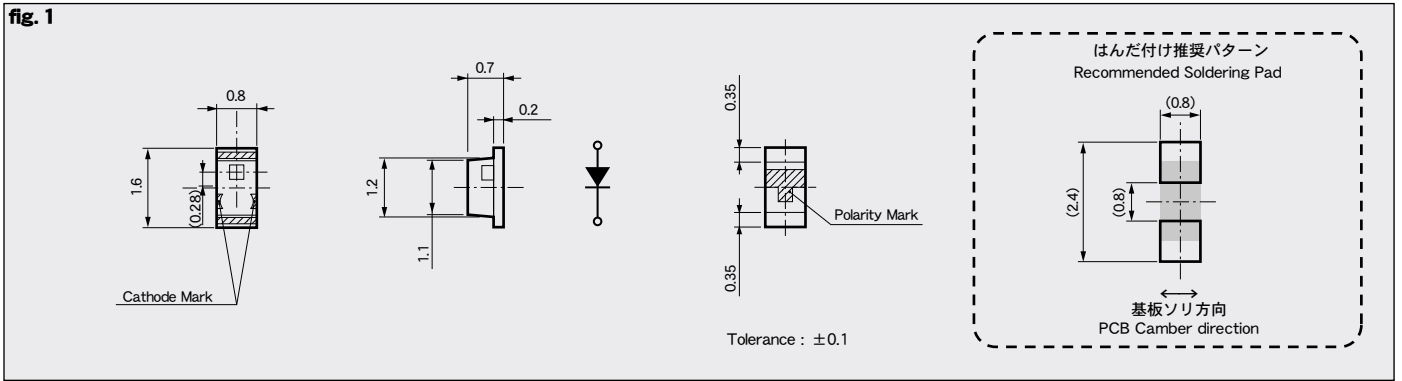 fig. 1
はんだ付け推奨パターン
Recommended Soldering Pad
0.8
1.6
(0.28)
Cathode Mark
0.7
0.2
1.2
1.1
0.35
0.35
Polarity Mark
Tolerance : ±0.1
(0.8)
(2.4)
(0.8)
基板ソリ方向
PCB Camber direction